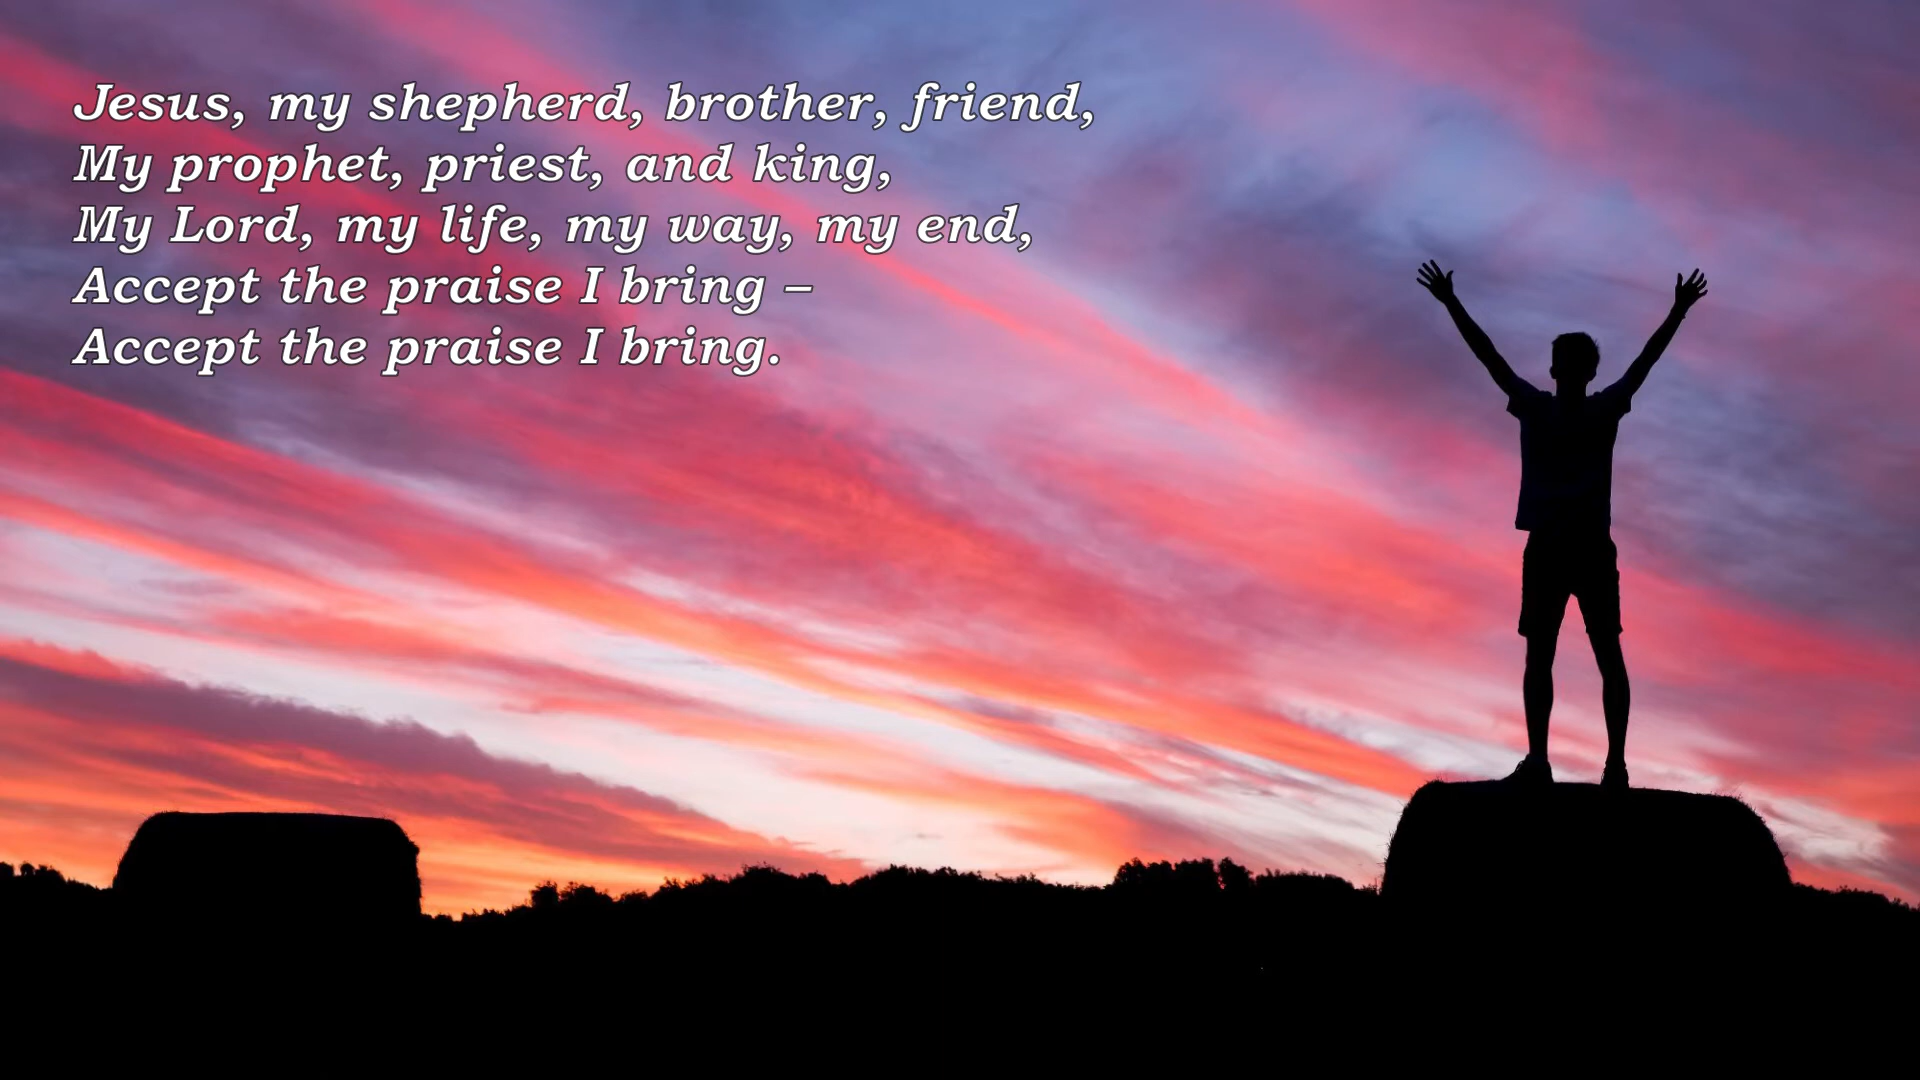 Jesus, my shepherd, brother, friend,
My prophet, priest, and king,
My Lord, my life, my way, my end,
Accept the praise I bring –
Accept the praise I bring.